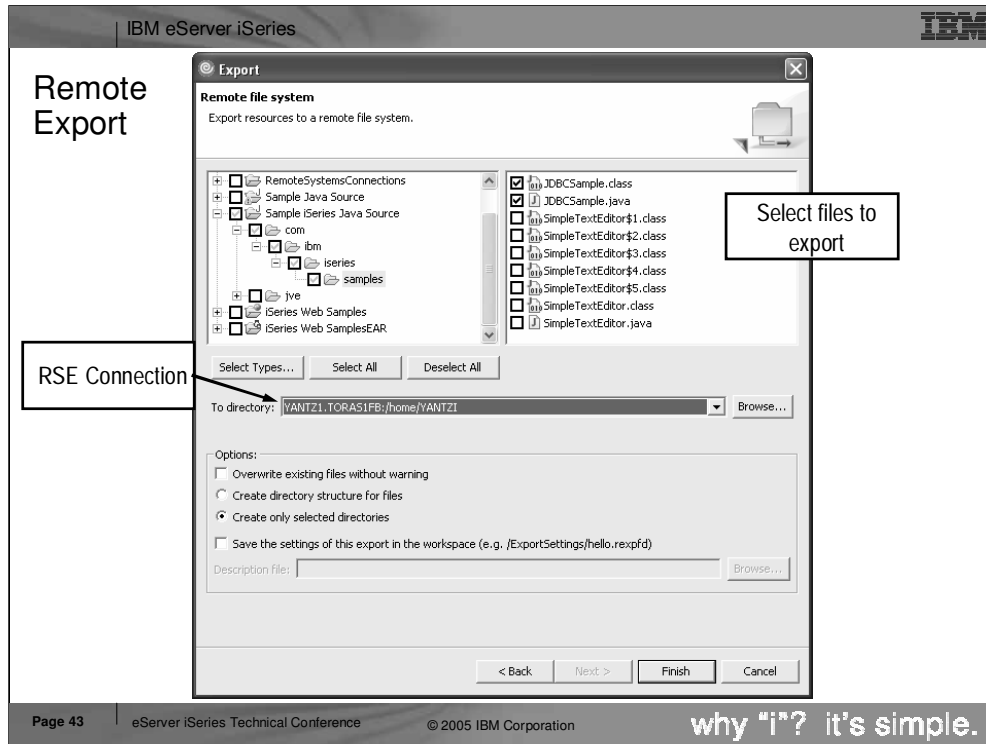 IBM eServer iSeries
IBM
Remote
Export
Export
Remote file system
Export resources to a remote file system.
RemoteSystemsConnections
Sample Java Source
Sample iSeries Java Source
com
ibm
iseries
samples
jve
iSeries Web Samples
iSeries Web SamplesEAR
JDBCSample.class
JDBCSample.java
SimpleTextEditor$1.class
SimpleTextEditor$2.class
SimpleTextEditor$3.class
SimpleTextEditor$4.class
SimpleTextEditor$5.class
SimpleTextEditor.class
SimpleTextEditor.java
Select files to
export
Select Types...
Select All
Deselect All
RSE Connection
To directory: YANTZ1.TORAS1FB:/home/YANTZI
Browse...
Options:
Overwrite existing files without warning
Create directory structure for files
Create only selected directories
Save the settings of this export in the workspace (e.g. /ExportSettings/hello.rexpfd)
Description file:
Browse...
< Back
Next >
Finish
Cancel
Page 43
eServer iSeries Technical Conference
© 2005 IBM Corporation
why "i"? it's simple.